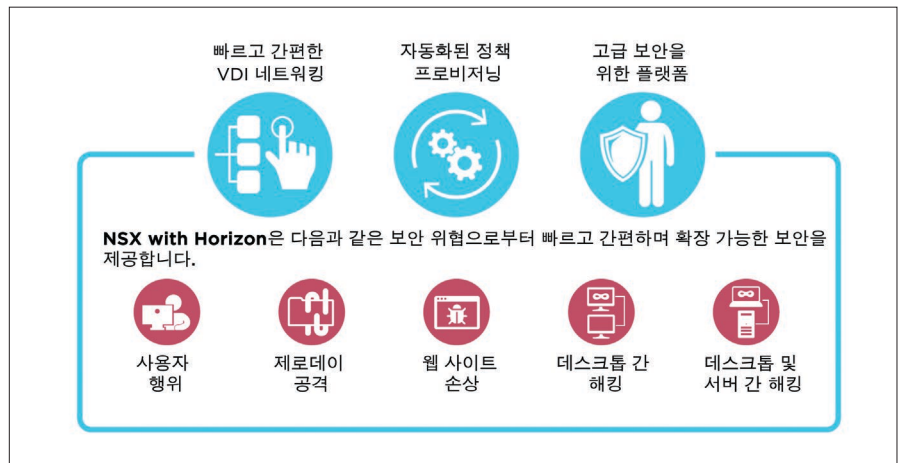 빠르고 간편한
VDI 네트워킹
자동화된 정책
프로비저닝
고급 보안을
위한 플랫폼
NSX with Horizon은 다음과 같은 보안 위협으로부터 빠르고 간편하며 확장 가능한 보안을
제공합니다.
사용자
행위
제로데이
공격
웹 사이트
손상
데스크톱 간
해킹
데스크톱 및
서버 간 해킹